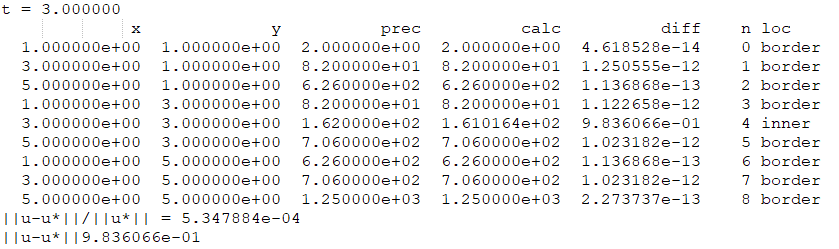 t = 3.000000
x y prec calc diff n loc
1.000000e+00 1.000000e+00 2.000000e+00 2.000000e+00 4.618528e-14 0 border
3.000000e+00 1.000000e+00 8.200000e+01 8.200000e+01 1.250555e-12 1 border
5.000000e+00 1.000000e+00 6.260000e+02 6.260000e+02 1.136868e-13 2 border
1.000000e+00 3.000000e+00 8.200000e+01 8.200000e+01 1.122658e-12 3 border
3.000000e+00 3.000000e+00 1.620000e+02 1.610164e+02 9.836066e-01 4 inner
5.000000e+00 3.000000e+00 7.060000e+02 7.060000e+02 1.023182e-12 5 border
1.000000e+00 5.000000e+00 6.260000e+02 6.260000e+02 1.136868e-13 6 border
3.000000e+00 5.000000e+00 7.060000e+02 7.060000e+02 1.023182e-12 7 border
5.000000e+00 5.000000e+00 1.250000e+03 1.250000e+03 2.273737e-13 8 border
||u-u*||/||u*|| = 5.347884e-04
||u-u*||9.836066e-01